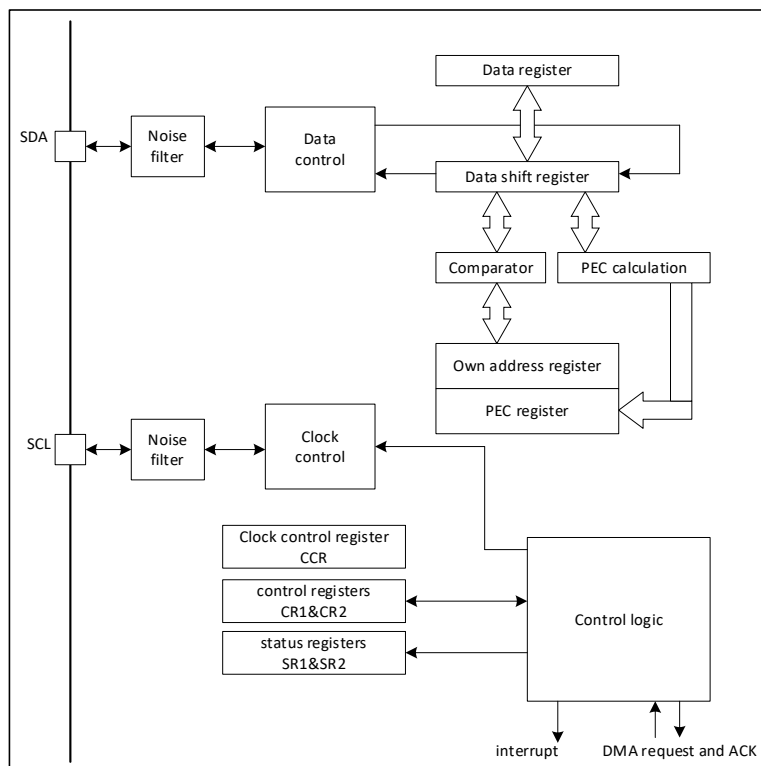 Data register
SDA
Noise
filter
Data
control
Data shift register
Comparator
PEC calculation
Own address register
PEC register
SCL
Noise
filter
Clock
control
Clock control register
CCR
control registers
CR1&CR2
status registers
SR1&SR2
Control logic
interrupt
DMA request and ACK